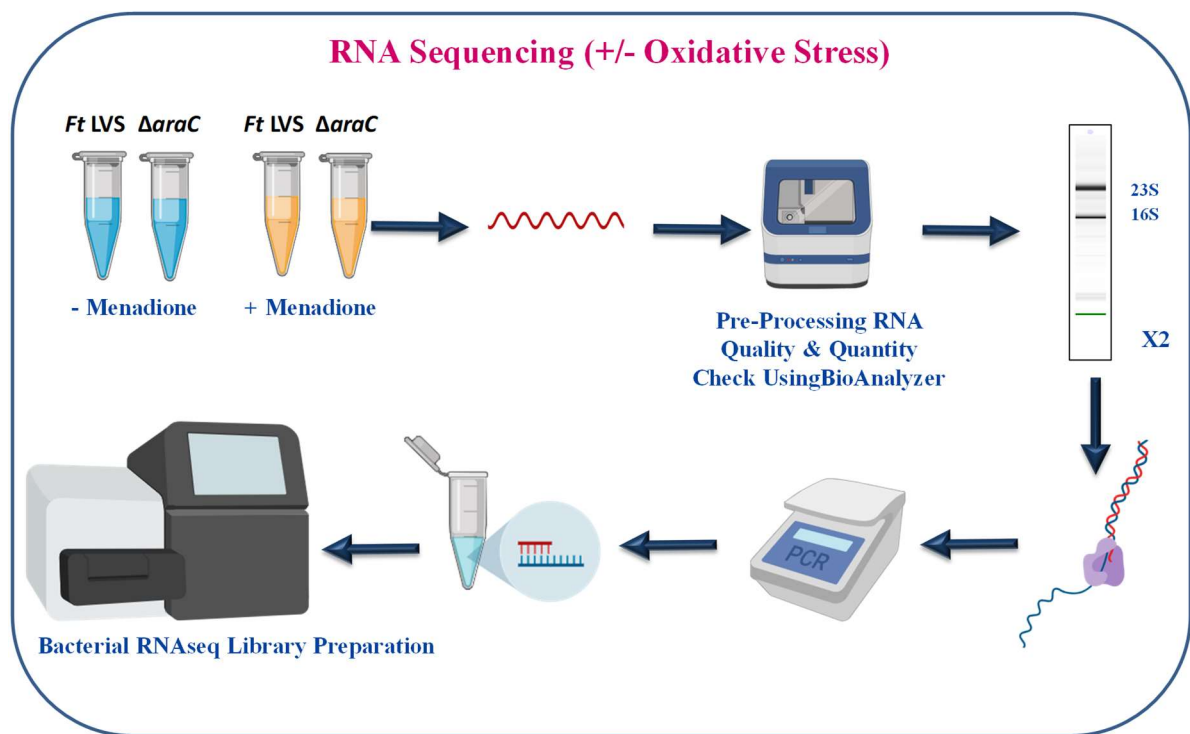 RNA Sequencing (+/- Oxidative Stress)
Ft LVS ΔaraC Ft LVS ΔaraC
- Menadione + Menadione
Pre-Processing RNA
Quality & Quantity
Check UsingBioAnalyzer
23S
16S
X2
PCR
Bacterial RNAseq Library Preparation